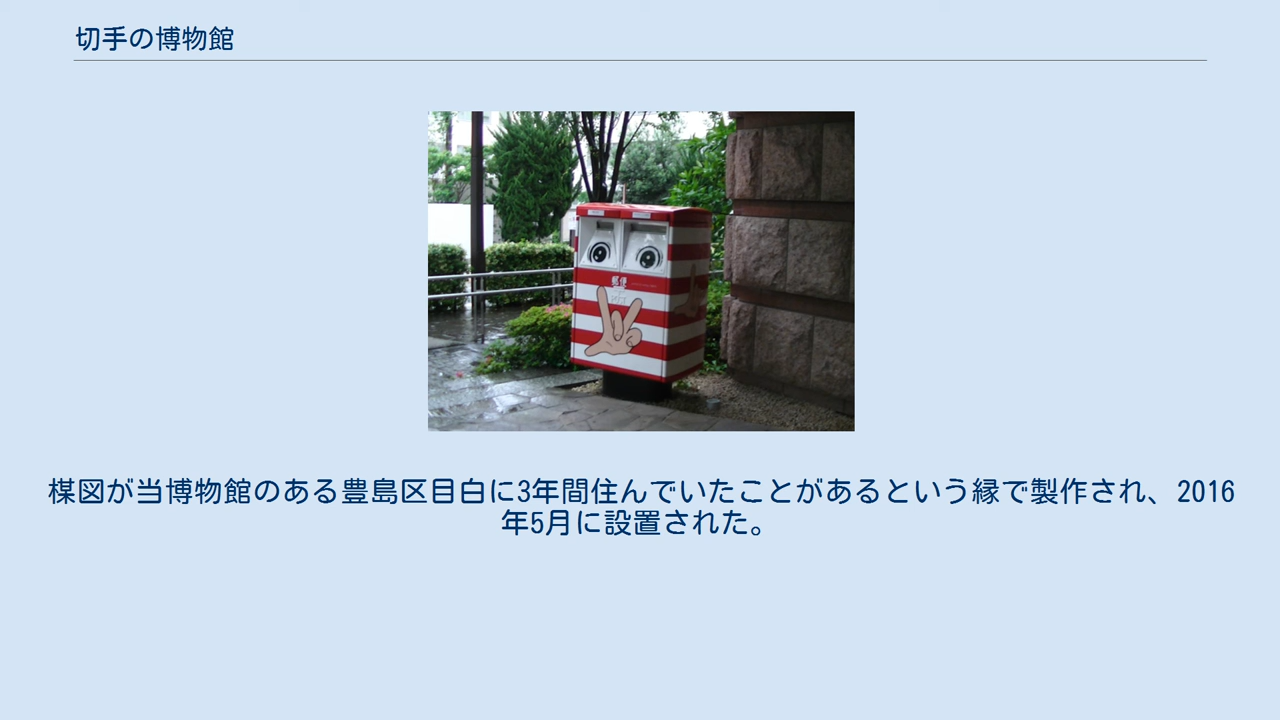 切手の博物館
郵便
楳図が当博物館のある豊島区目白に3年間住んでいたことがあるという縁で製作され、2016
年5月に設置された。